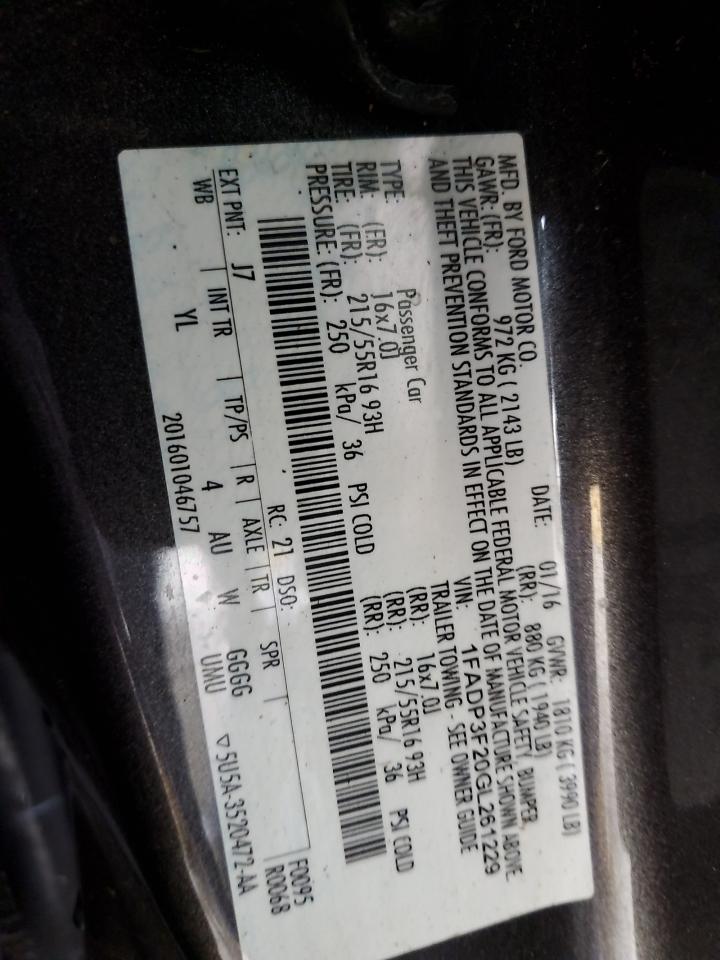 MFD. BY FORD MOTOR CO. DATE: 01/16 GVWR: 1810 KG ( 3990 LB)
GAWR: (FR): 972 KG ( 2143 LB) (RR): 880 KG ( 1940 LB)
THIS VEHICLE CONFORMS TO ALL APPLICABLE FEDERAL MOTOR VEHICLE SAFETY, BUMPER,
AND THEFT PREVENTION STANDARDS IN EFFECT ON THE DATE OF MANUFACTURE SHOWN ABOVE.
VIN: 1FADP3F20GL261229
TYPE: Passenger Car TRAILER TOWING - SEE OWNER GUIDE
RIM: (FR): 16x7.0J (RR): 16x7.0J
TIRE: (FR): 215/55R16 93H (RR): 215/55R16 93H
PRESSURE: (FR): 250 kPa/ 36 PSI COLD (RR): 250 kPa/ 36 PSI COLD
F0095
RC: 21 DSO: R0068
EXT PNT: J7
WB | INT TR | TP/PS | R | AXLE | TR | SPR |
YL 4 AU W GGGG
UMU
201601046757 ▽5U5A-3520472-AA